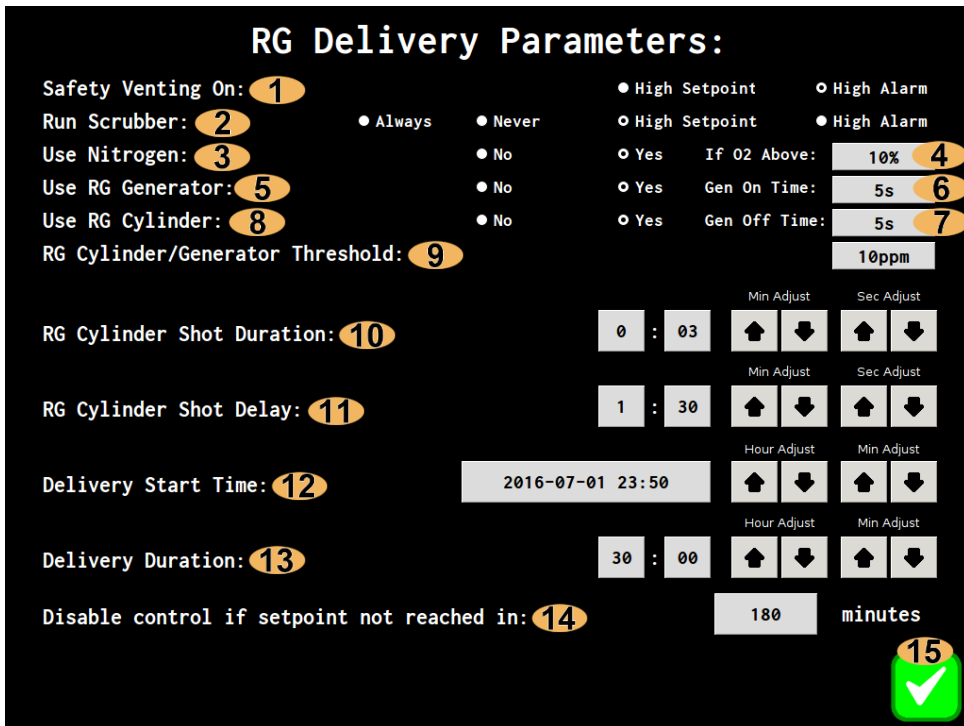 RG Delivery Parameters:
Safety Venting On: 1 High Setpoint High Alarm
Run Scrubber: 2 Always Never High Setpoint High Alarm
Use Nitrogen: 3 No Yes If O2 Above: 10% 4
Use RG Generator: 5 No Yes Gen On Time: 5s 6
Use RG Cylinder: 8 No Yes Gen Off Time: 5s 7
RG Cylinder/Generator Threshold: 9 10ppm
Min Adjust Sec Adjust
RG Cylinder Shot Duration: 10 0 : 03
Min Adjust Sec Adjust
RG Cylinder Shot Delay: 11 1 : 30
Hour Adjust Min Adjust
Delivery Start Time: 12 2016-07-01 23:50
Hour Adjust Min Adjust
Delivery Duration: 13 30 : 00
Disable control if setpoint not reached in: 14 180 minutes
15